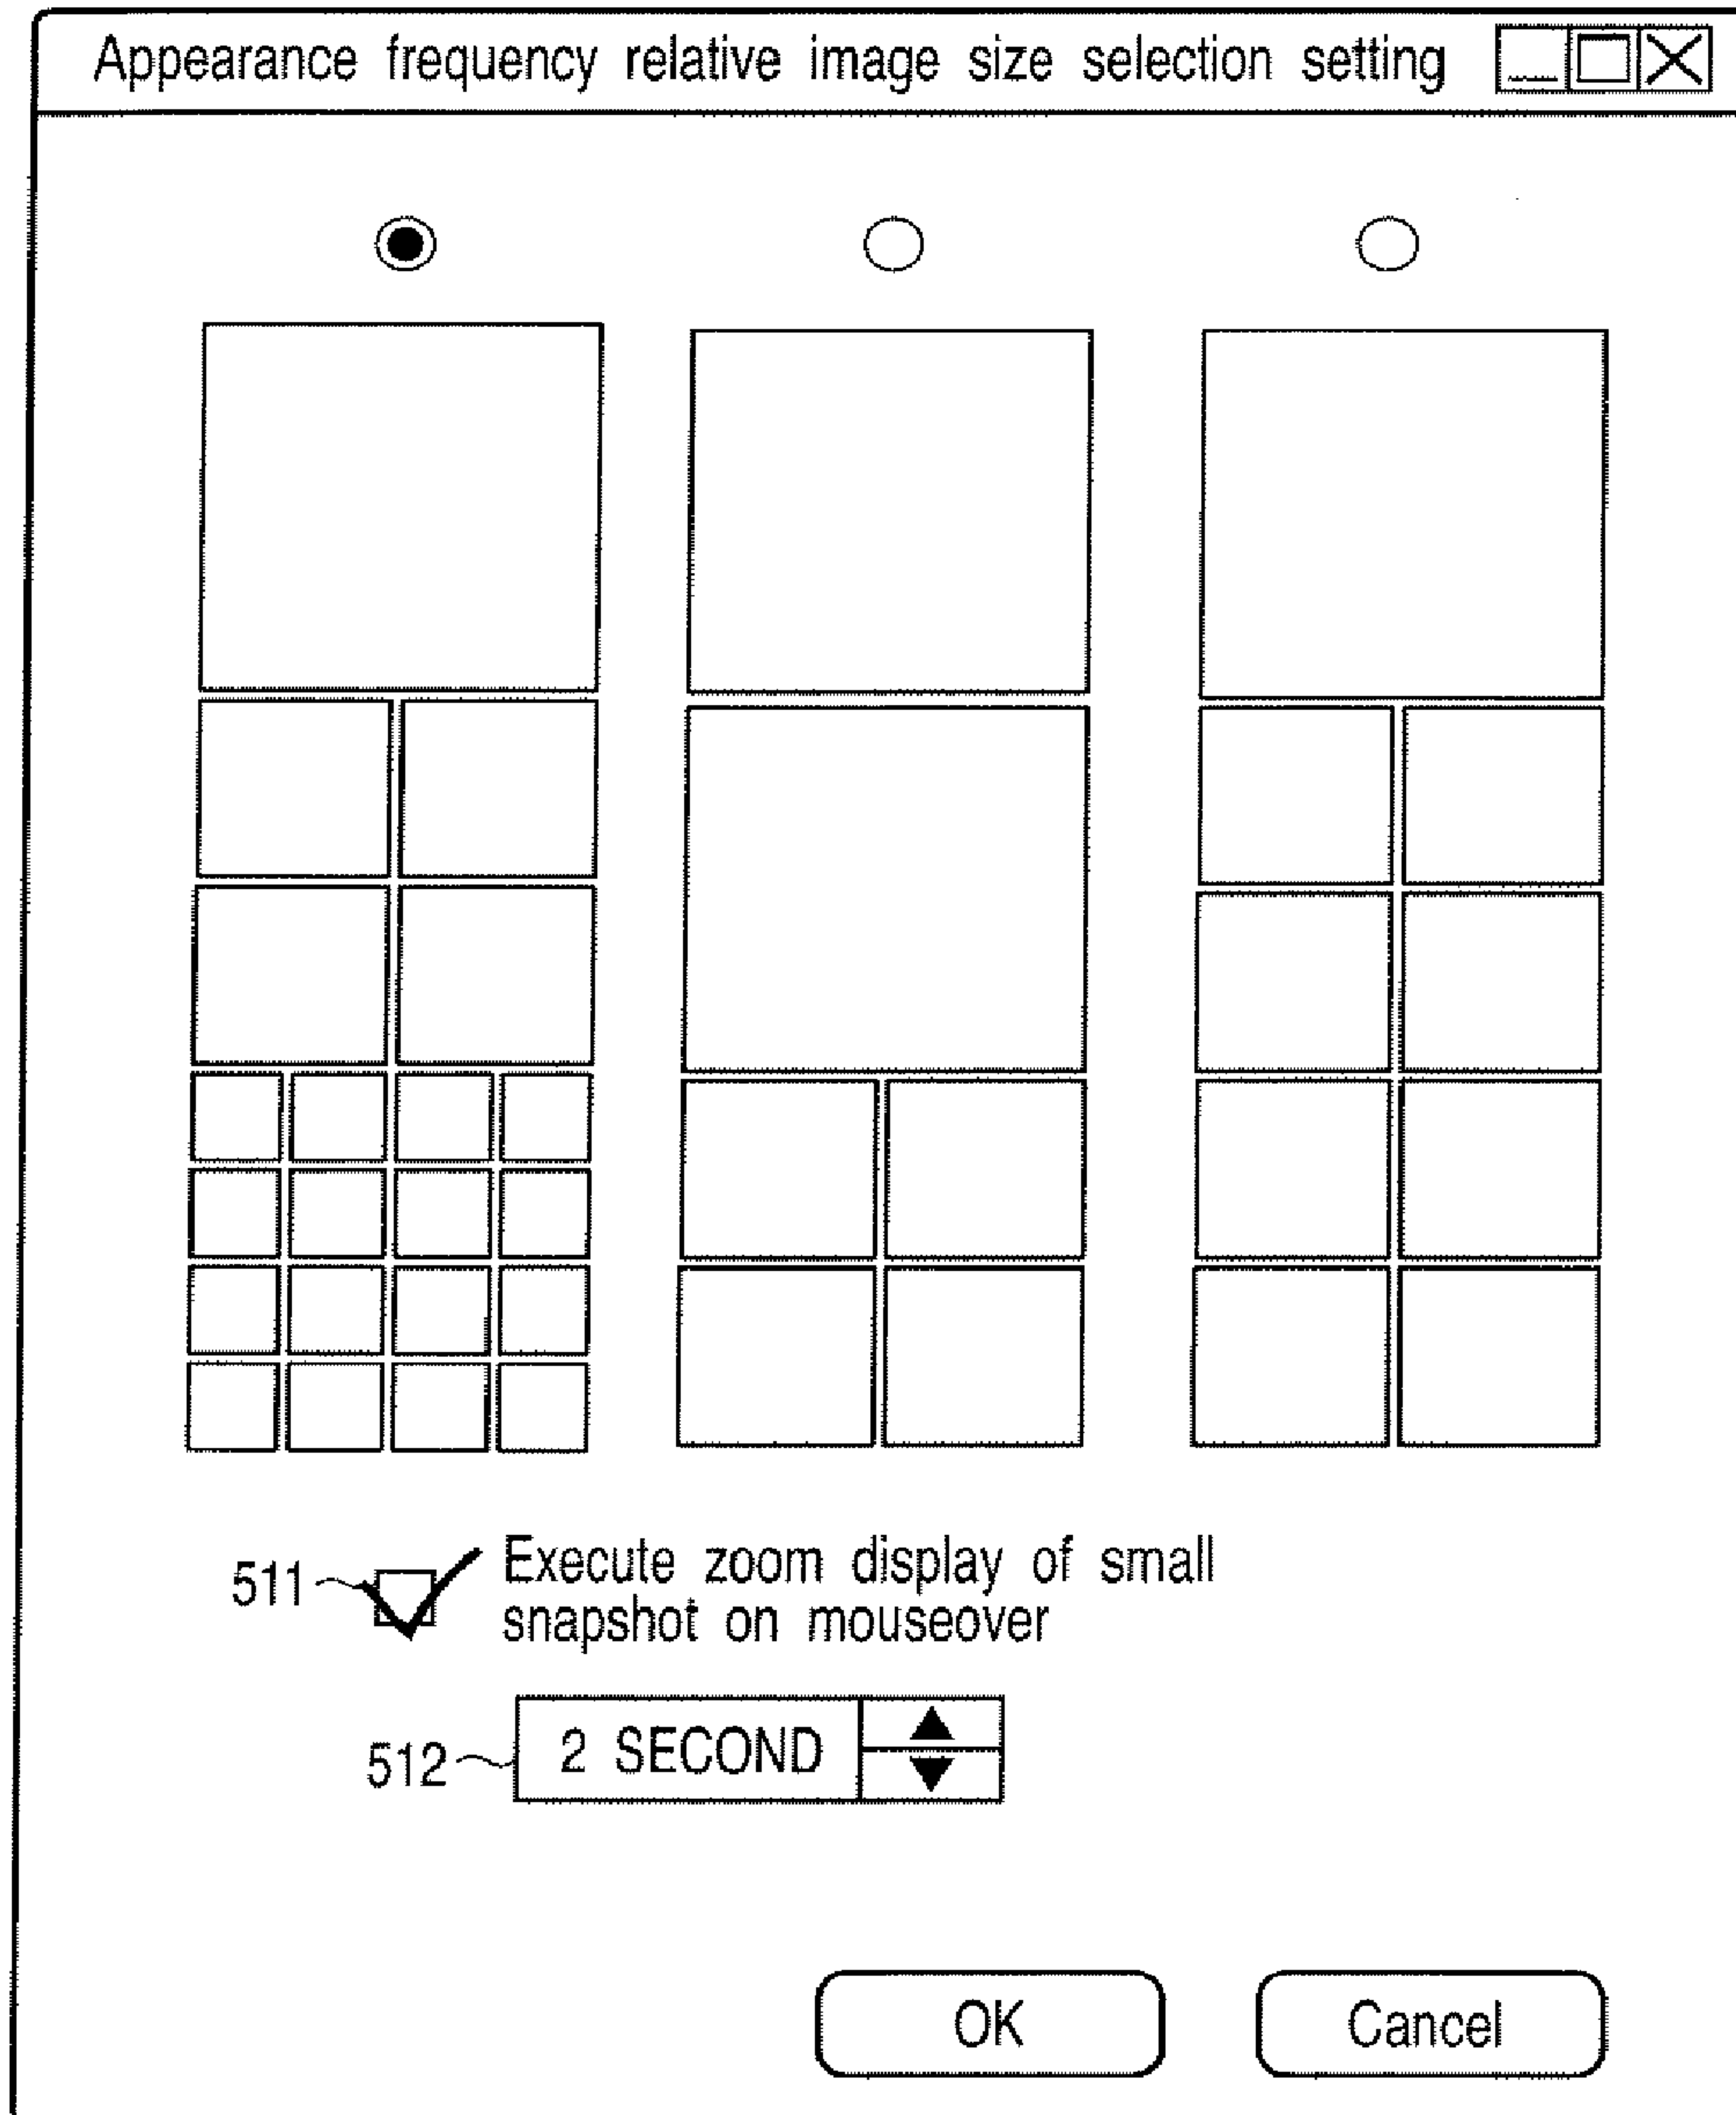 Appearance frequency relative image size selection setting
511
Execute zoom display of small
snapshot on mouseover
512
2 SECOND
OK
Cancel